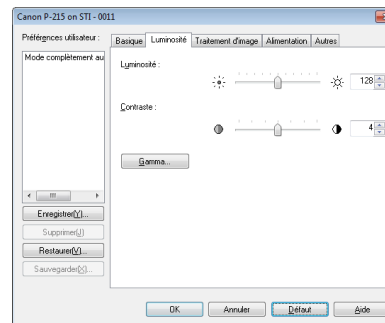 Canon P-215 on STI - 0011
Préférences utilisateur :
Mode complètement au
Enregistrer(Y)...
Supprimer(J)
Restaurer(V)...
Sauvegarder(X)...
Basique Luminosité Traitement d'image Alimentation Autres
Luminosité :
128
Contraste :
4
Gamma...
OK Annuler Défaut Aide